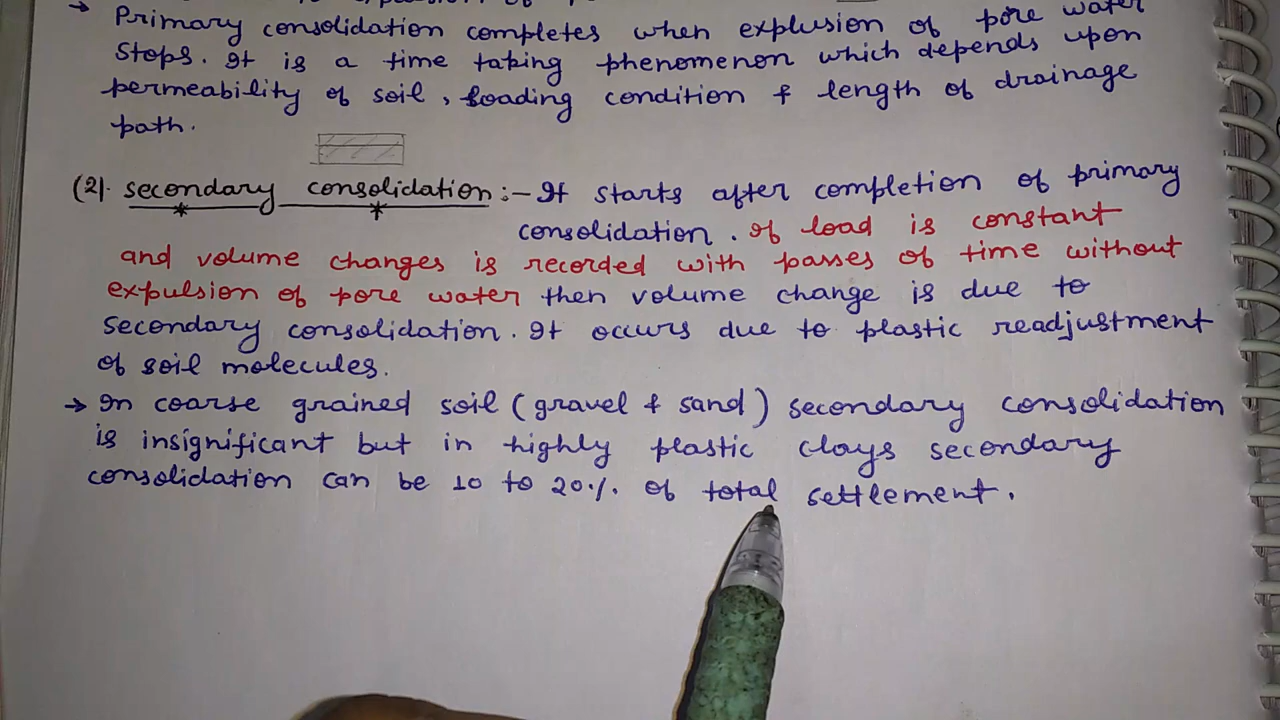 → Primary consolidation completes when explusion of pore water
stops. It is a time taking phenomenon which depends upon
permeability of soil, loading condition & length of drainage
path.
(2). secondary consolidation :- It starts after completion of primary
consolidation. If load is constant
and volume changes is recorded with passes of time without
expulsion of pore water then volume change is due to
secondary consolidation. It occurs due to plastic readjustment
of soil molecules.
→ In coarse grained soil (gravel & sand) secondary consolidation
is insignificant but in highly plastic clays secondary
consolidation can be 10 to 20% of total settlement.